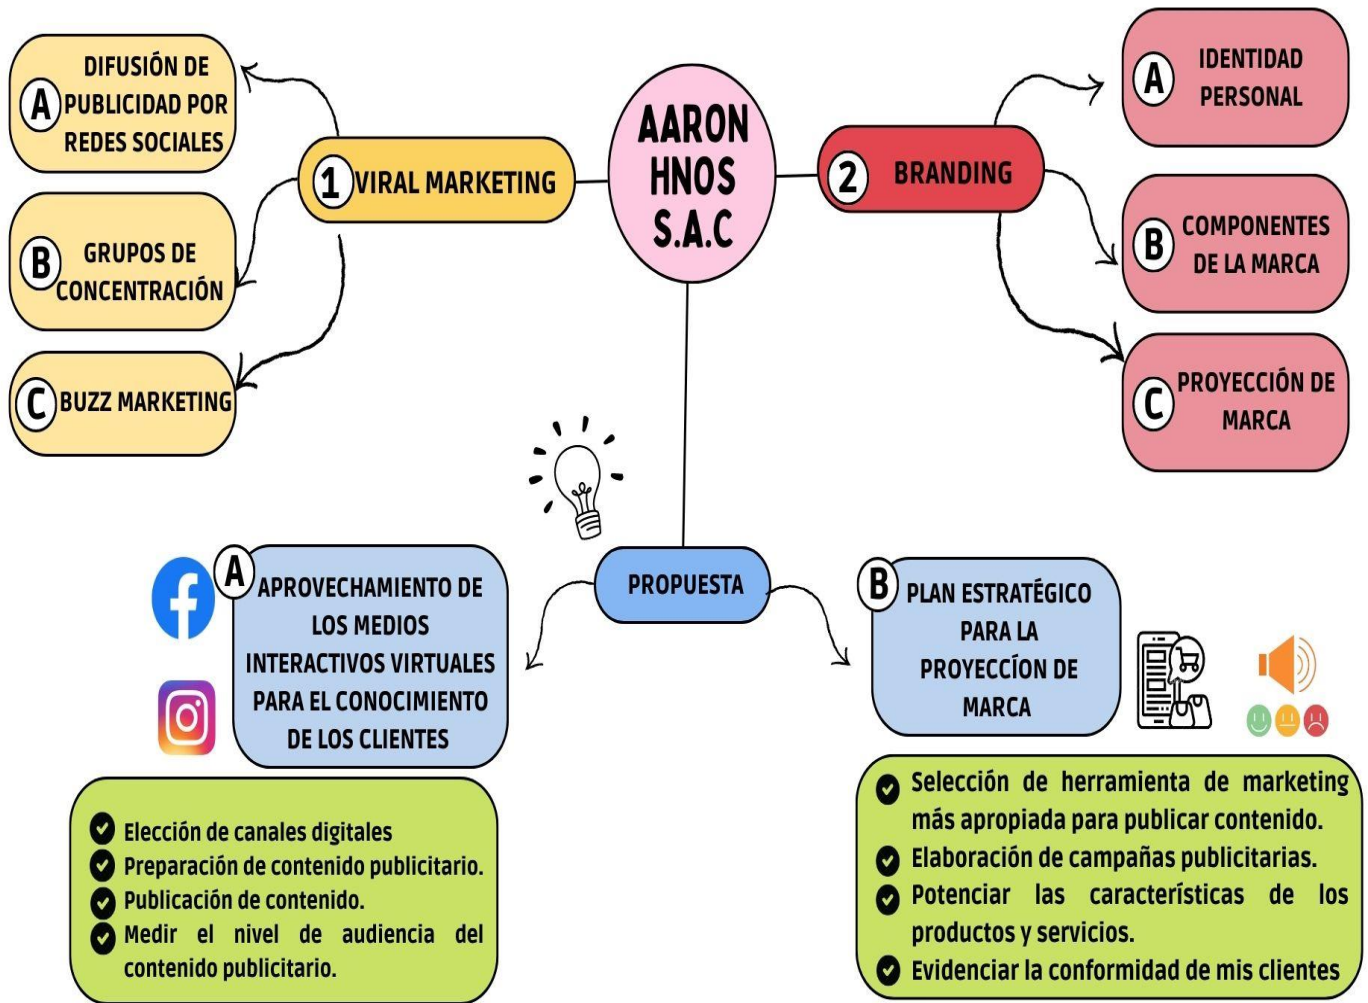 AARON
HNOS
S.A.C
1 VIRAL MARKETING
A
DIFUSIÓN DE
PUBLICIDAD POR
REDES SOCIALES
B
GRUPOS DE
CONCENTRACIÓN
C BUZZ MARKETING
2 BRANDING
A
IDENTIDAD
PERSONAL
B
COMPONENTES
DE LA MARCA
C
PROYECCIÓN DE
MARCA
PROPUESTA
A
APROVECHAMIENTO DE
LOS MEDIOS
INTERACTIVOS VIRTUALES
PARA EL CONOCIMIENTO
DE LOS CLIENTES
Elección de canales digitales
Preparación de contenido publicitario.
Publicación de contenido.
Medir el nivel de audiencia del
contenido publicitario.
B
PLAN ESTRATÉGICO
PARA LA
PROYECCÍON DE
MARCA
Selección de herramienta de marketing
más apropiada para publicar contenido.
Elaboración de campañas publicitarias.
Potenciar las características de los
productos y servicios.
Evidenciar la conformidad de mis clientes